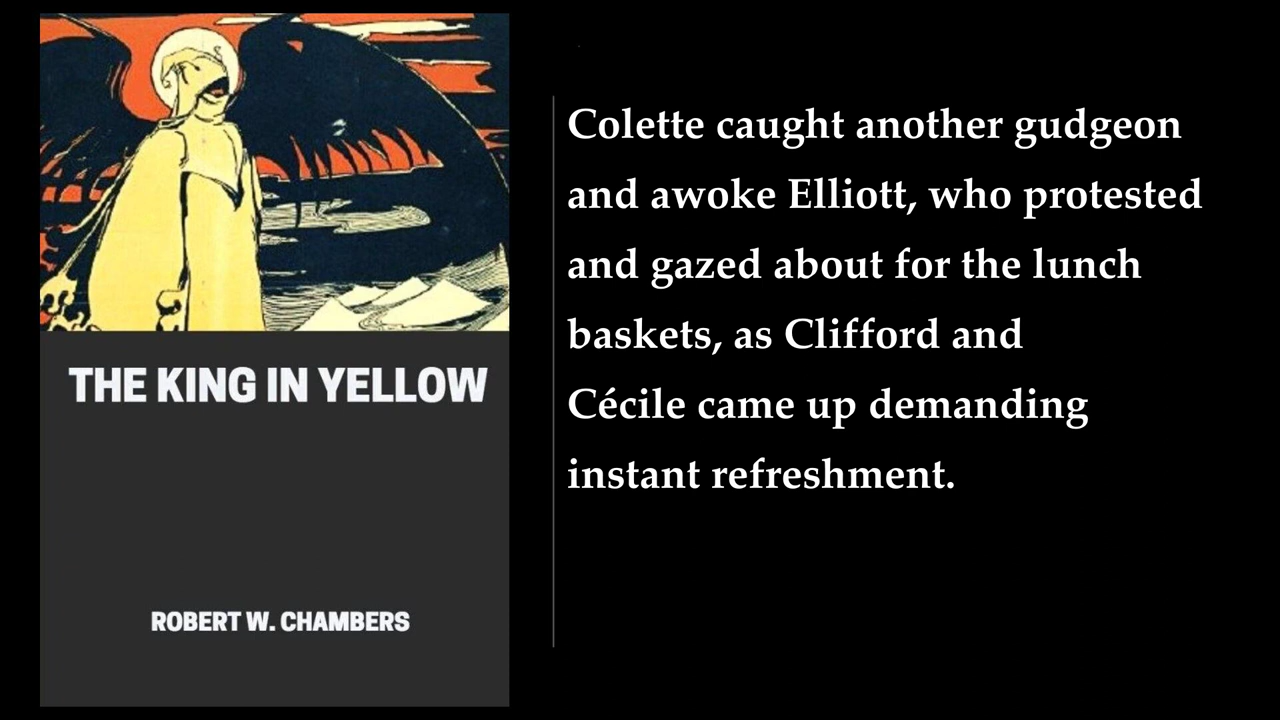 THE KING IN YELLOW
ROBERT W. CHAMBERS
Colette caught another gudgeon
and awoke Elliott, who protested
and gazed about for the lunch
baskets, as Clifford and
Cécile came up demanding
instant refreshment.